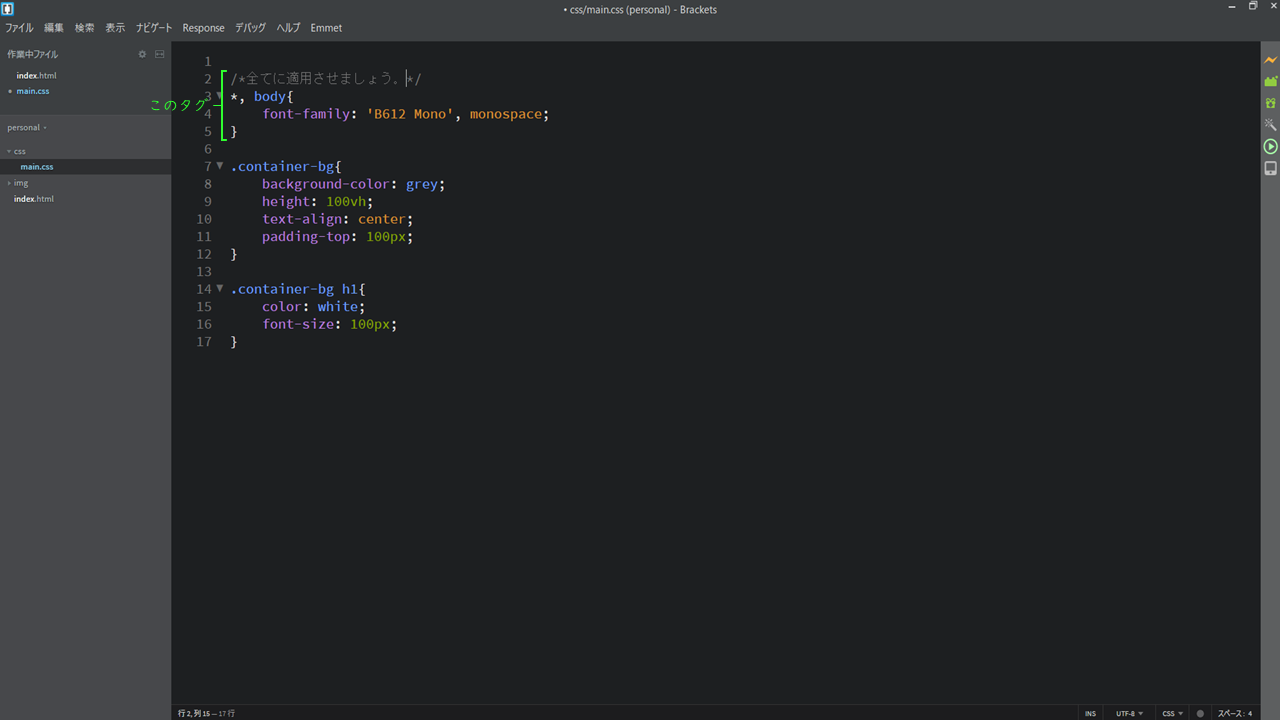 • css/main.css (personal) - Brackets
ファイル 編集 検索 表示 ナビゲート Response デバッグ ヘルプ Emmet
作業中ファイル
index.html
• main.css
personal
css
main.css
img
index.html
このタグ
1
2 /*全てに適用させましょう。*/
3 *, body{
4 font-family: 'B612 Mono', monospace;
5 }
6
7 .container-bg{
8 background-color: grey;
9 height: 100vh;
10 text-align: center;
11 padding-top: 100px;
12 }
13
14 .container-bg h1{
15 color: white;
16 font-size: 100px;
17 }
行 2, 列 15 — 17 行 INS UTF-8 CSS スペース: 4